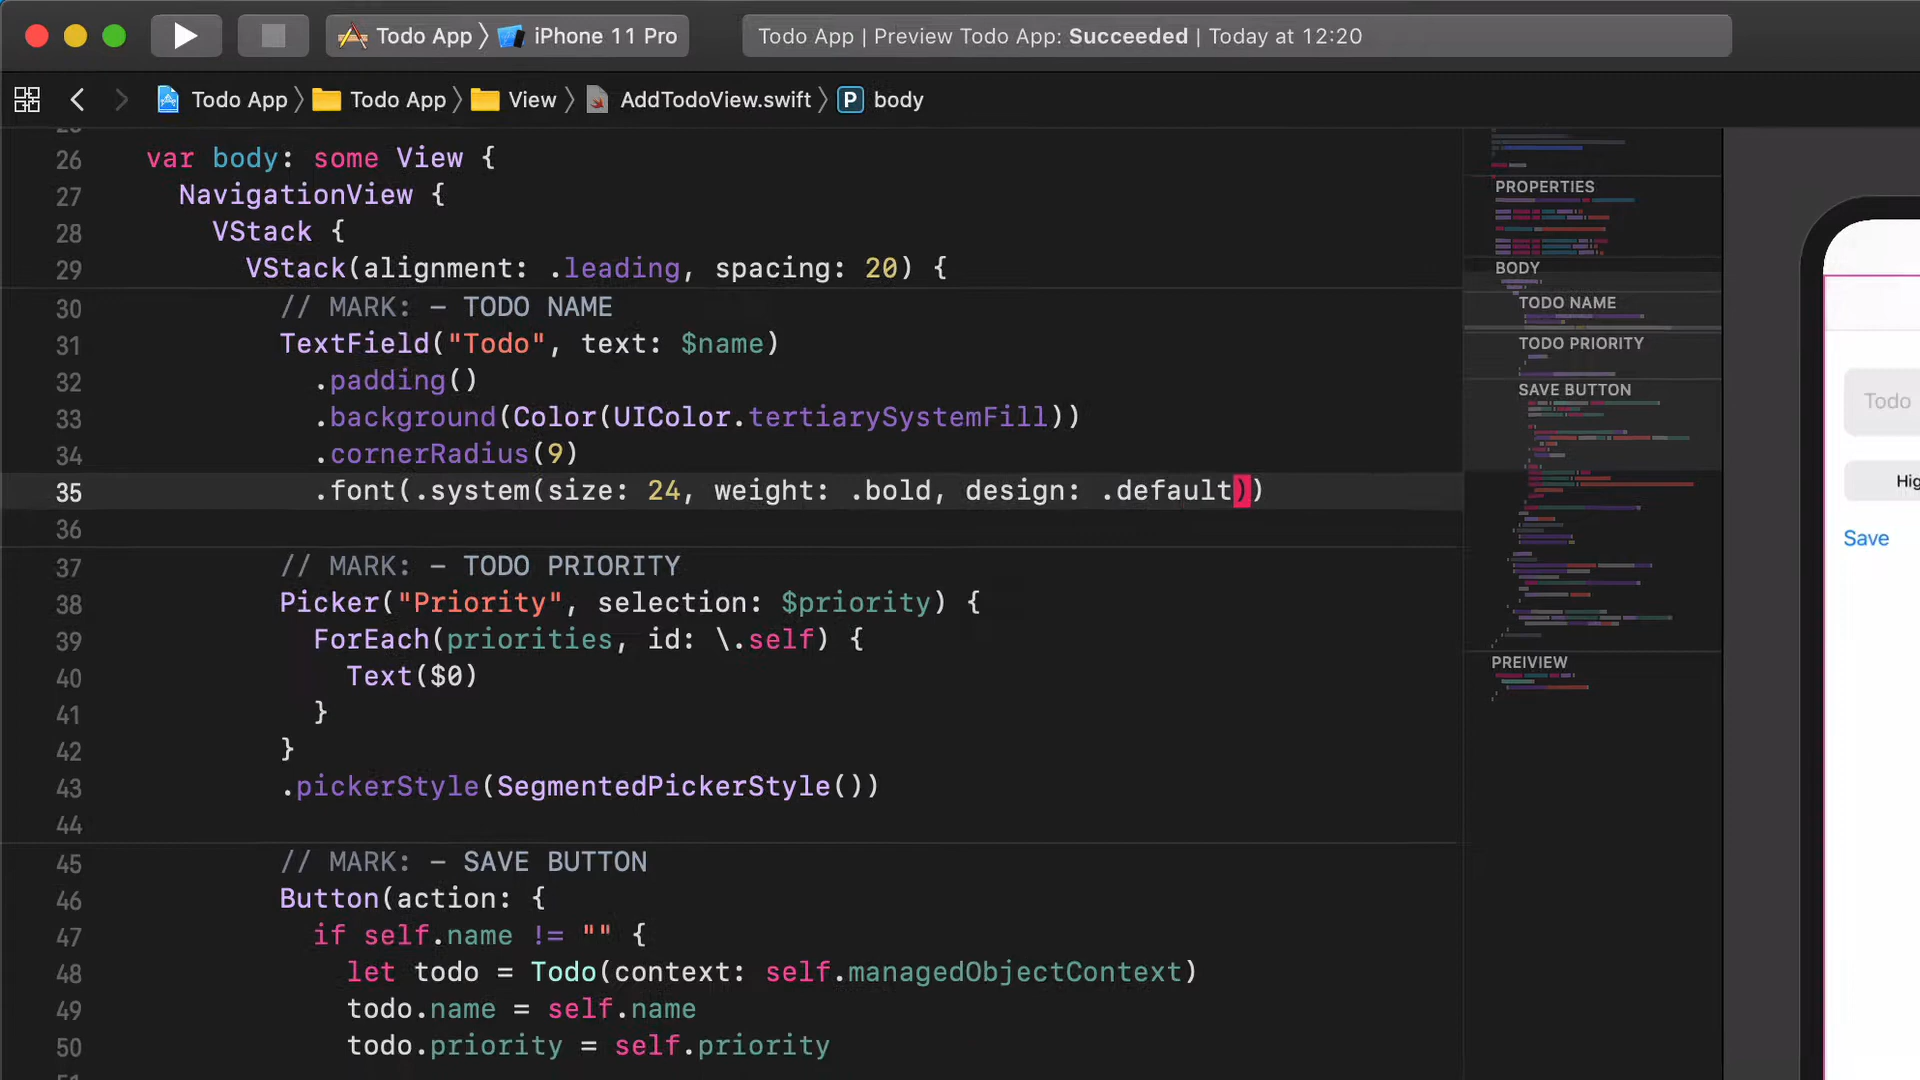 Todo App 〉 iPhone 11 Pro
Todo App | Preview Todo App: Succeeded | Today at 12:20
Todo App 〉 Todo App 〉 View 〉 AddTodoView.swift 〉 P body
26 var body: some View {
27 NavigationView {
28 VStack {
29 VStack(alignment: .leading, spacing: 20) {
30 // MARK: – TODO NAME
31 TextField("Todo", text: $name)
32 .padding()
33 .background(Color(UIColor.tertiarySystemFill))
34 .cornerRadius(9)
35 .font(.system(size: 24, weight: .bold, design: .default))
36
37 // MARK: – TODO PRIORITY
38 Picker("Priority", selection: $priority) {
39 ForEach(priorities, id: \.self) {
40 Text($0)
41 }
42 }
43 .pickerStyle(SegmentedPickerStyle())
44
45 // MARK: – SAVE BUTTON
46 Button(action: {
47 if self.name != "" {
48 let todo = Todo(context: self.managedObjectContext)
49 todo.name = self.name
50 todo.priority = self.priority
PROPERTIES
BODY
TODO NAME
TODO PRIORITY
SAVE BUTTON
PREIVIEW
Todo
Hig
Save